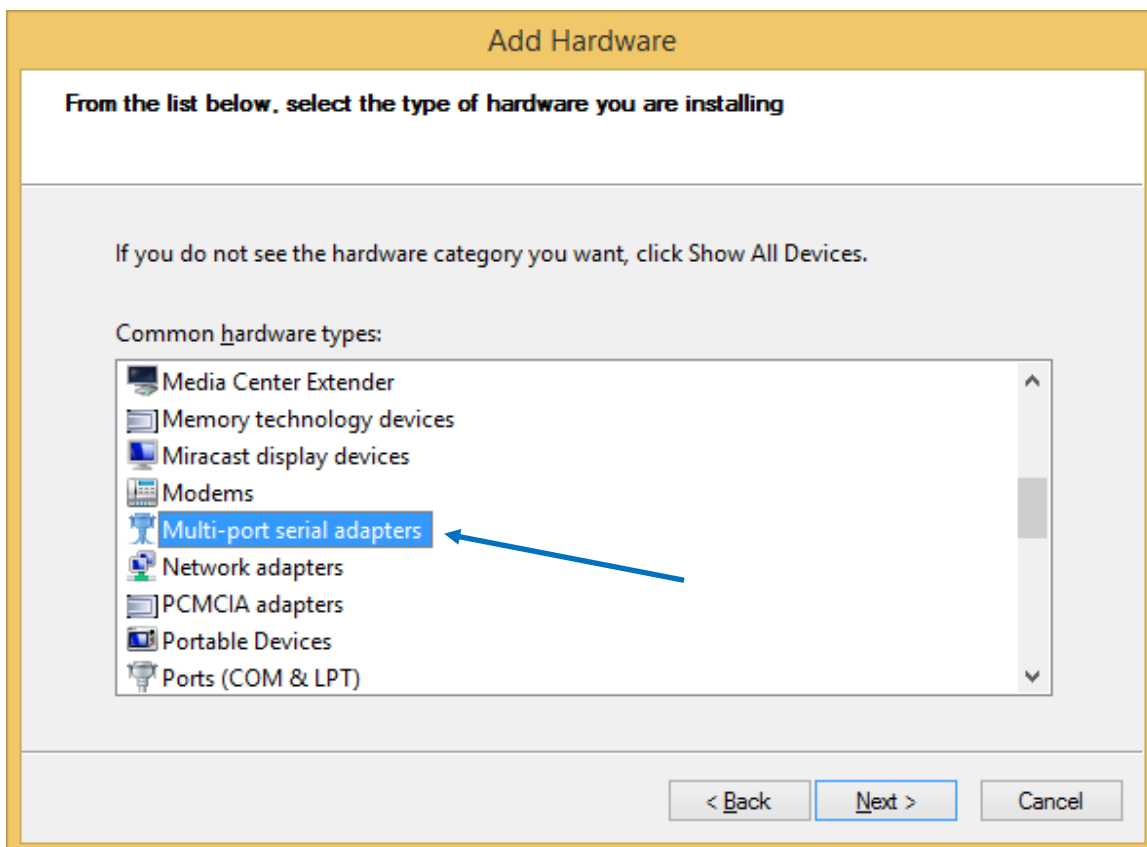 Add Hardware
From the list below, select the type of hardware you are installing
If you do not see the hardware category you want, click Show All Devices.
Common hardware types:
Media Center Extender
Memory technology devices
Miracast display devices
Modems
Multi-port serial adapters
Network adapters
PCMCIA adapters
Portable Devices
Ports (COM & LPT)
< Back Next > Cancel